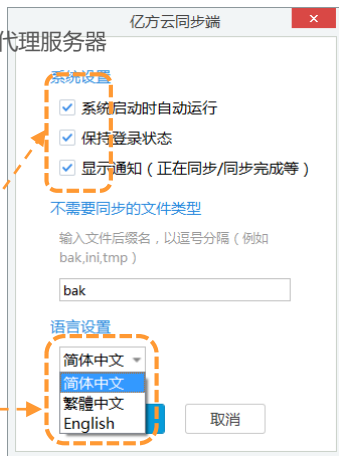 亿方云同步端
代理服务器
系统设置
系统启动时自动运行
保持登录状态
显示通知（正在同步/同步完成等）
不需要同步的文件类型
输入文件后缀名，以逗号分隔（例如
bak,ini,tmp）
bak
语言设置
简体中文
简体中文
繁體中文
English
取消